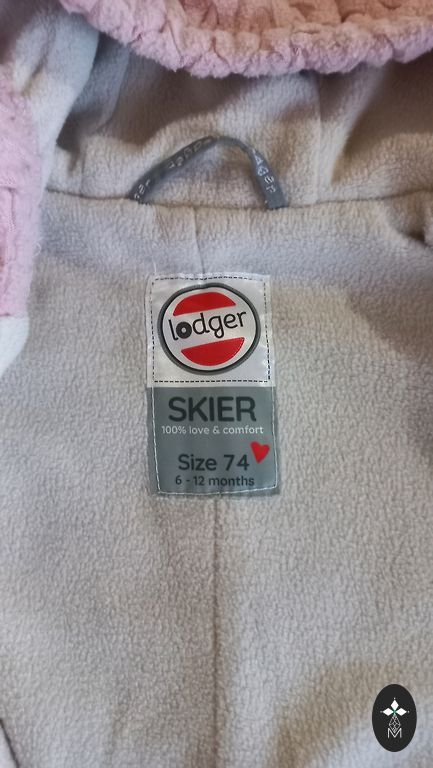 lodger
SKIER
100% love & comfort
Size 74
6 - 12 months
M